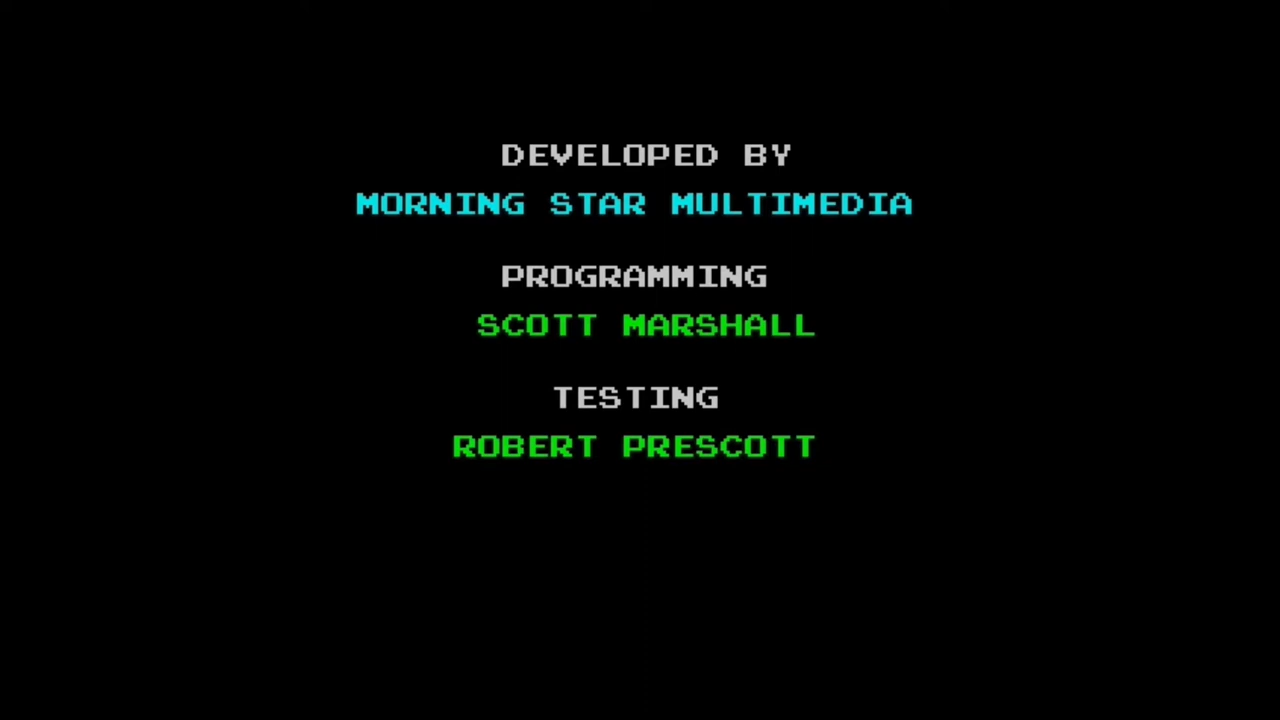 DEVELOPED BY
MORNING STAR MULTIMEDIA
PROGRAMMING
SCOTT MARSHALL
TESTING
ROBERT PRESCOTT